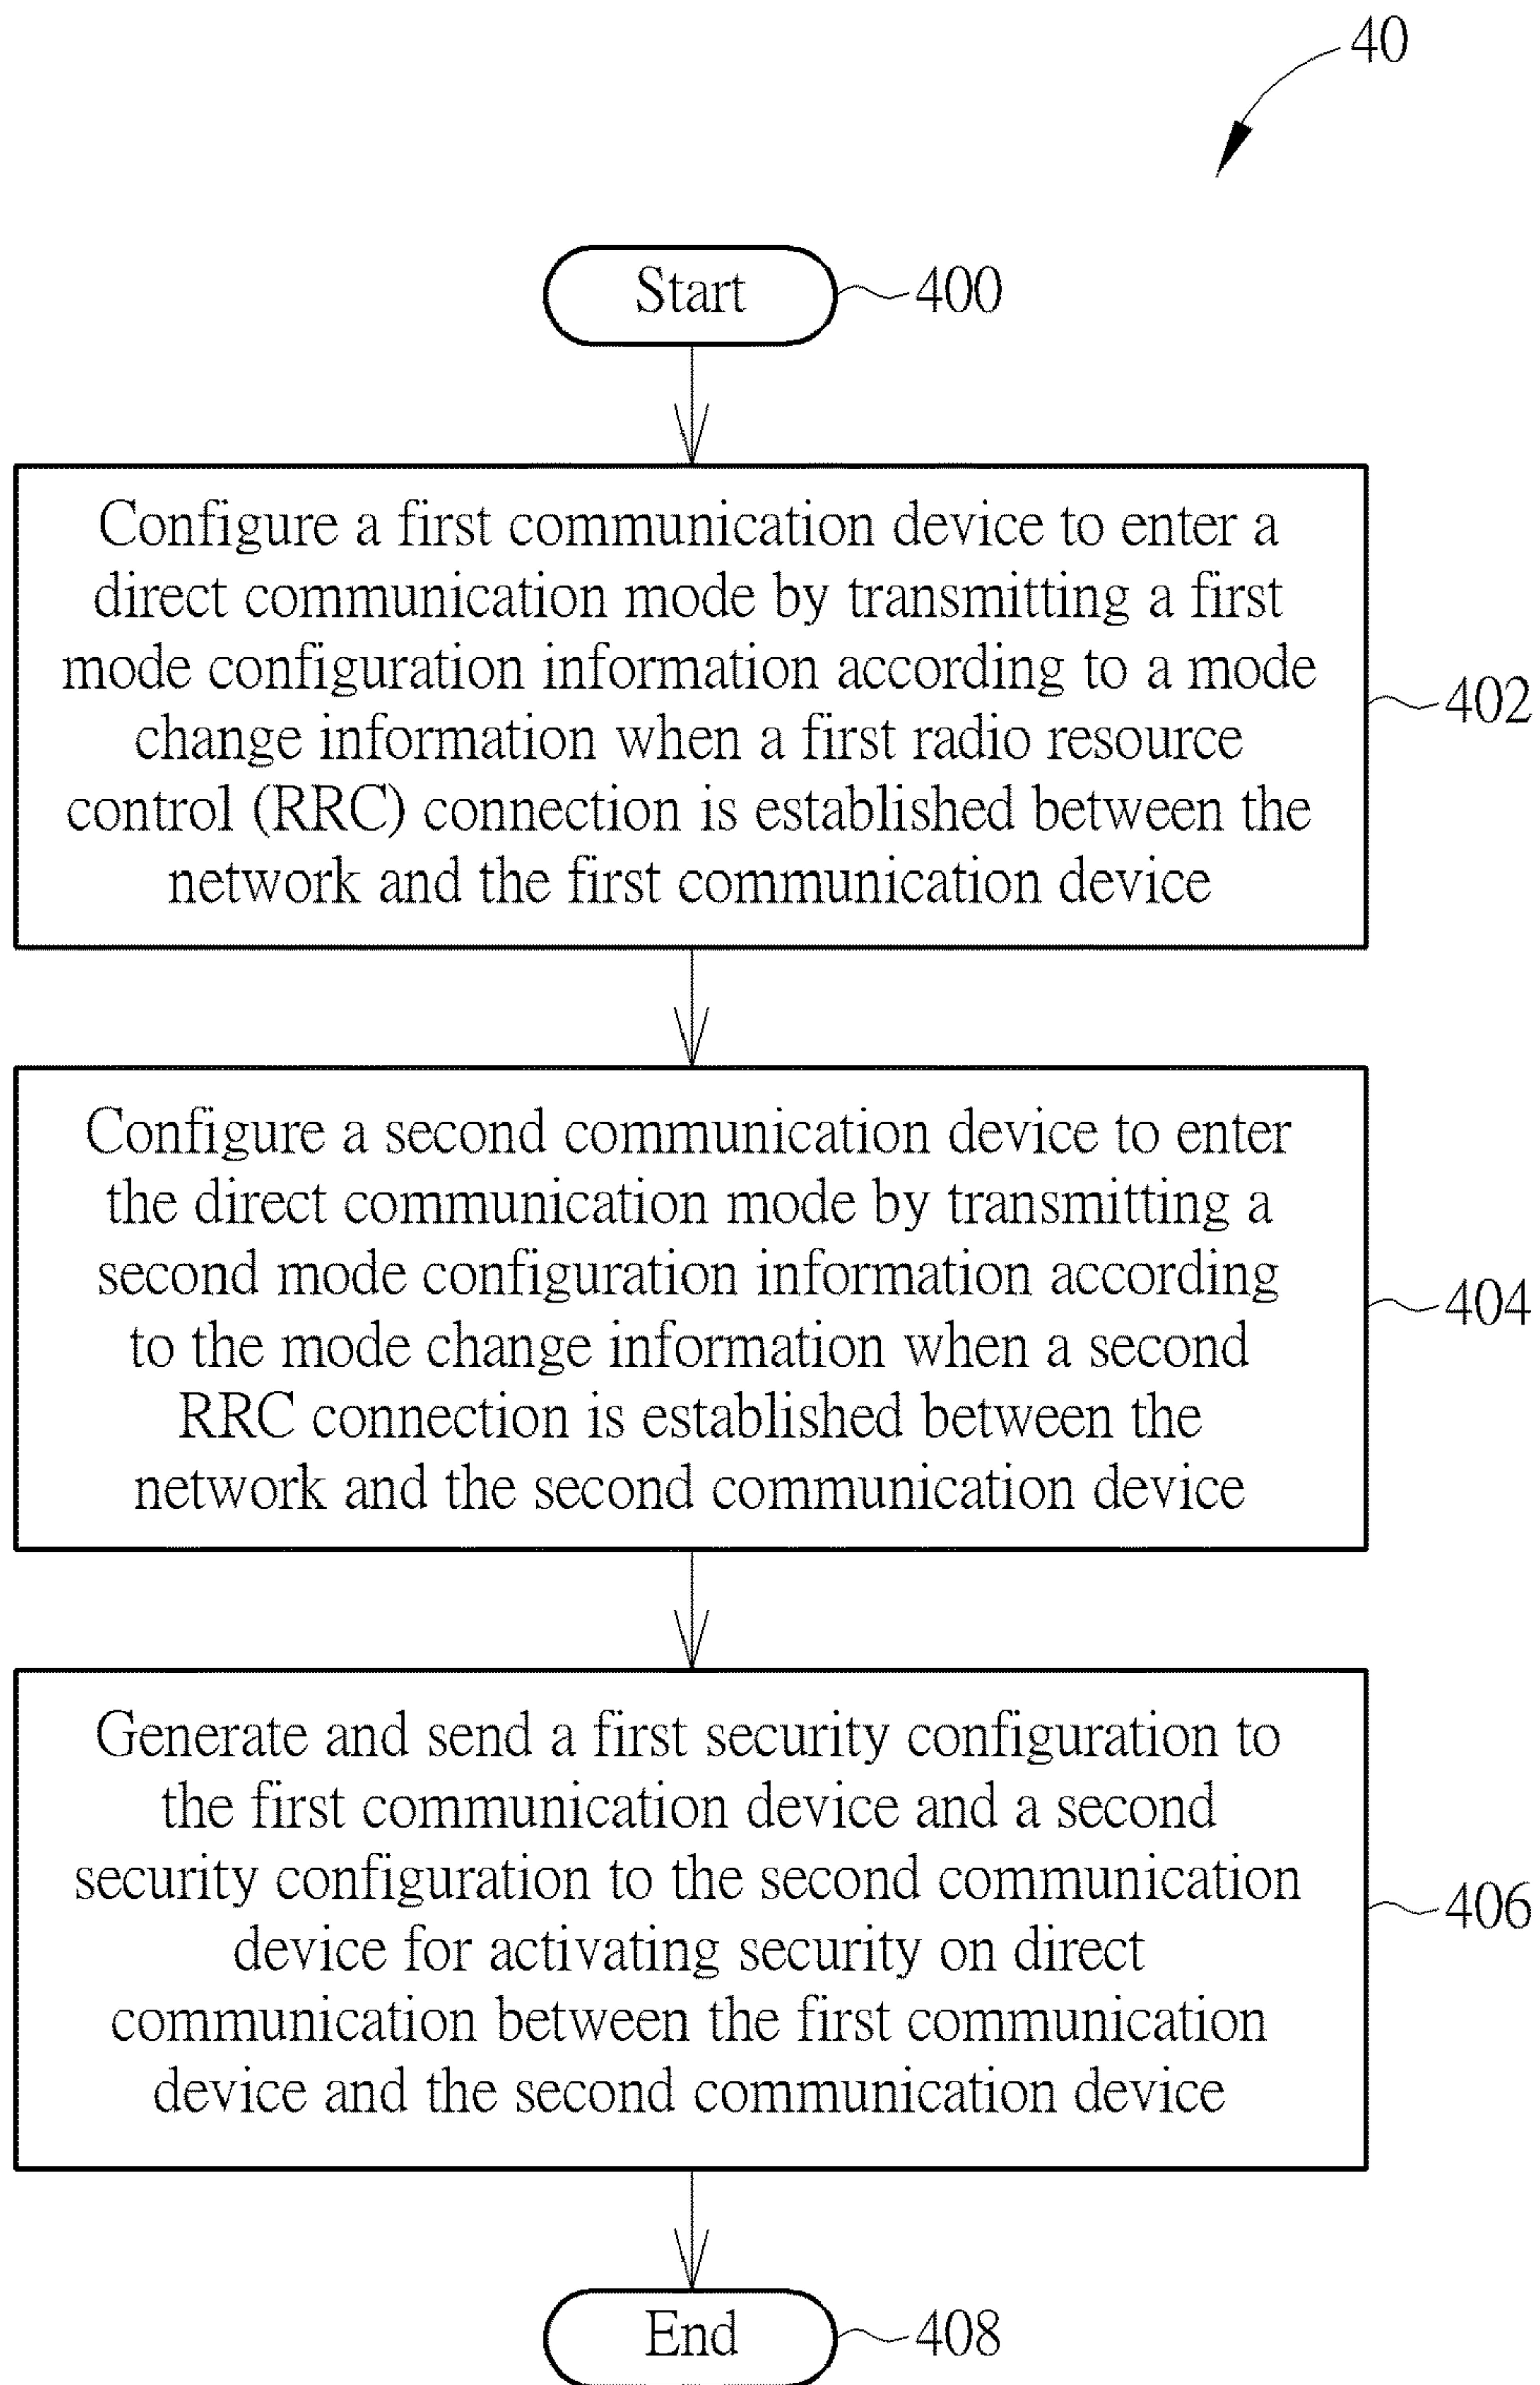 40
Start
400
Configure a first communication device to enter a
direct communication mode by transmitting a first
mode configuration information according to a mode
change information when a first radio resource
control (RRC) connection is established between the
network and the first communication device
402
Configure a second communication device to enter
the direct communication mode by transmitting a
second mode configuration information according
to the mode change information when a second
RRC connection is established between the
network and the second communication device
404
Generate and send a first security configuration to
the first communication device and a second
security configuration to the second communication
device for activating security on direct
communication between the first communication
device and the second communication device
406
End
408